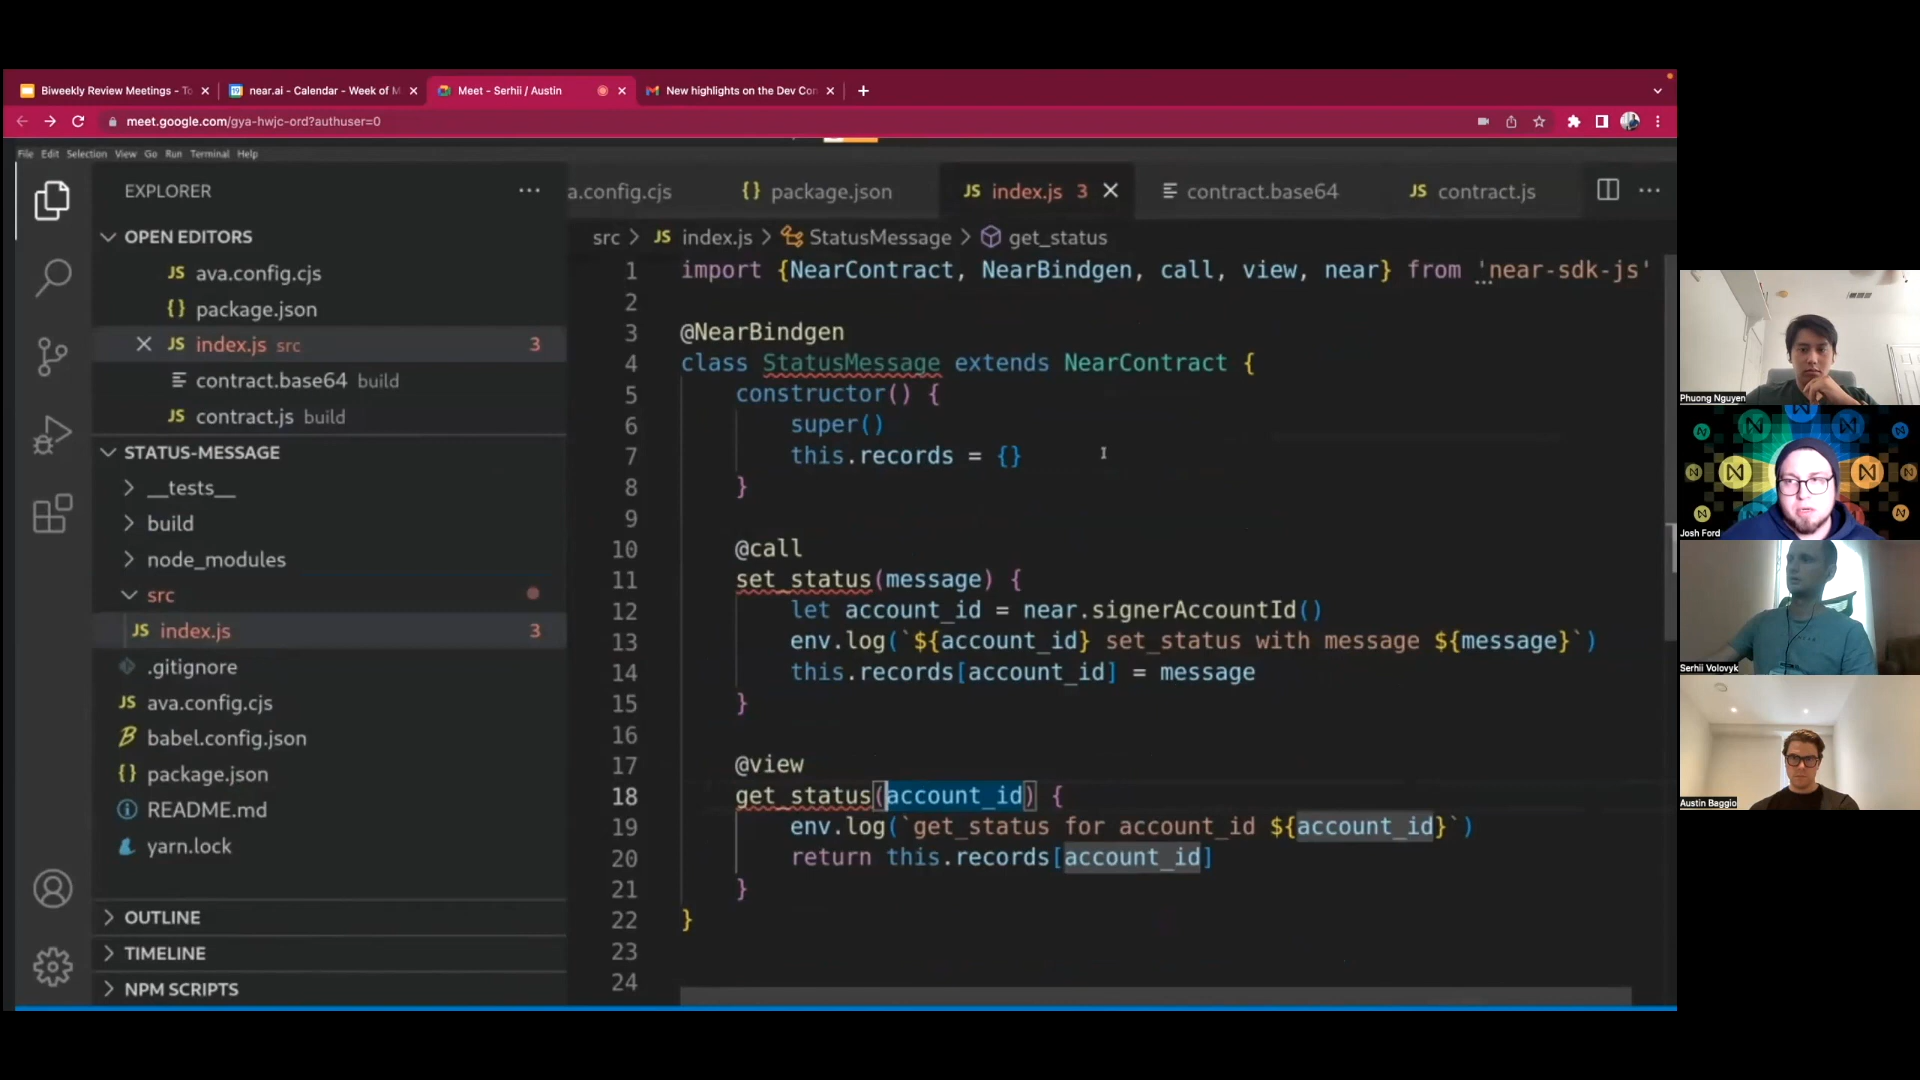 Biweekly Review Meetings - To
near.ai - Calendar - Week of M
Meet - Serhii / Austin
New highlights on the Dev Con
meet.google.com/gya-hwjc-ord?authuser=0
File Edit Selection View Go Run Terminal Help
EXPLORER
OPEN EDITORS
JS ava.config.cjs
{} package.json
JS index.js src 3
contract.base64 build
JS contract.js build
STATUS-MESSAGE
__tests__
build
node_modules
src
JS index.js 3
.gitignore
JS ava.config.cjs
babel.config.json
{} package.json
README.md
yarn.lock
OUTLINE
TIMELINE
NPM SCRIPTS
a.config.cjs
{} package.json
JS index.js 3
contract.base64
JS contract.js
src > JS index.js > StatusMessage > get_status
1 import {NearContract, NearBindgen, call, view, near} from 'near-sdk-js'
2
3 @NearBindgen
4 class StatusMessage extends NearContract {
5 constructor() {
6 super()
7 this.records = {}
8 }
9
10 @call
11 set_status(message) {
12 let account_id = near.signerAccountId()
13 env.log(`${account_id} set_status with message ${message}`)
14 this.records[account_id] = message
15 }
16
17 @view
18 get_status(account_id) {
19 env.log(`get_status for account_id ${account_id}`)
20 return this.records[account_id]
21 }
22 }
23
24
Phuong Nguyen
Josh Ford
Serhii Volovyk
Austin Baggio